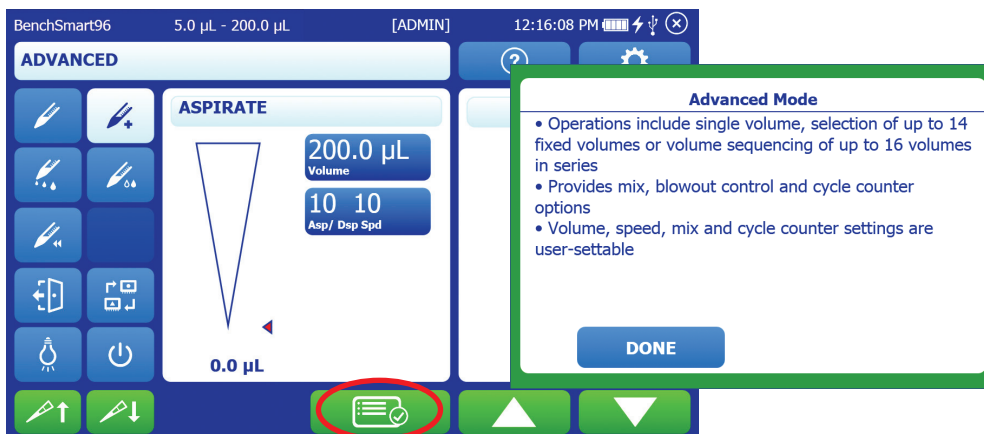 BenchSmart96 5.0 µL - 200.0 µL [ADMIN] 12:16:08 PM
ADVANCED
?
ASPIRATE
200.0 µL
Volume
10 10
Asp/ Dsp Spd
0.0 µL
Advanced Mode
• Operations include single volume, selection of up to 14
fixed volumes or volume sequencing of up to 16 volumes
in series
• Provides mix, blowout control and cycle counter
options
• Volume, speed, mix and cycle counter settings are
user-settable
DONE